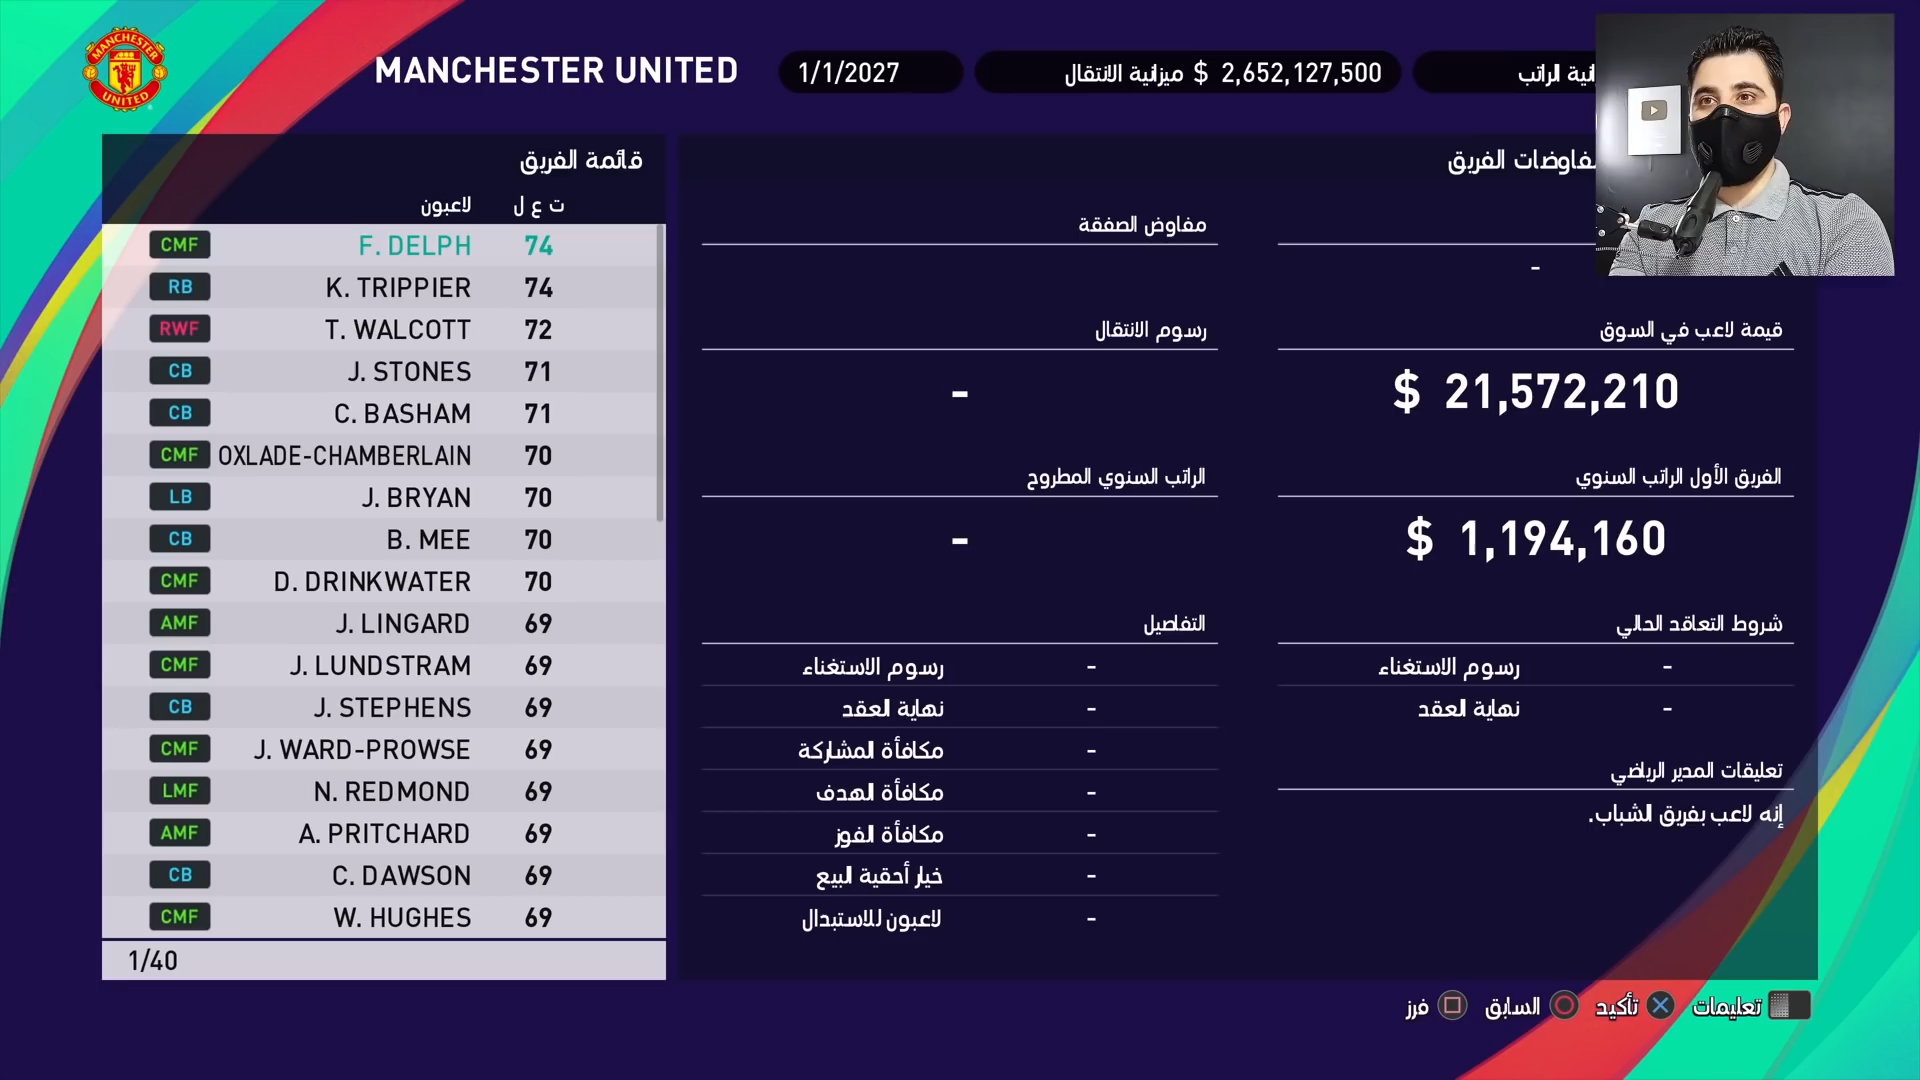 MANCHESTER UNITED
MANCHESTER UNITED
1/1/2027
ميزانية الانتقال $ 2,652,127,500
الراتب
قائمة الفريق
لاعبون ت ع ل
CMF F. DELPH 74
RB K. TRIPPIER 74
RWF T. WALCOTT 72
CB J. STONES 71
CB C. BASHAM 71
CMF OXLADE-CHAMBERLAIN 70
LB J. BRYAN 70
CB B. MEE 70
CMF D. DRINKWATER 70
AMF J. LINGARD 69
CMF J. LUNDSTRAM 69
CB J. STEPHENS 69
CMF J. WARD-PROWSE 69
LMF N. REDMOND 69
AMF A. PRITCHARD 69
CB C. DAWSON 69
CMF W. HUGHES 69
1/40
مفاوضات الفريق
-
قيمة لاعب في السوق
$ 21,572,210
الفريق الأول الراتب السنوي
$ 1,194,160
شروط التعاقد الحالي
رسوم الاستغناء -
نهاية العقد -
تعليقات المدير الرياضي
إنه لاعب بفريق الشباب.
مفاوض الصفقة
رسوم الانتقال
-
الراتب السنوي المطروح
-
التفاصيل
رسوم الاستغناء -
نهاية العقد -
مكافأة المشاركة -
مكافأة الهدف -
مكافأة الفوز -
خيار أحقية البيع -
لاعبون للاستبدال -
تعليمات
تأكيد
السابق
فرز